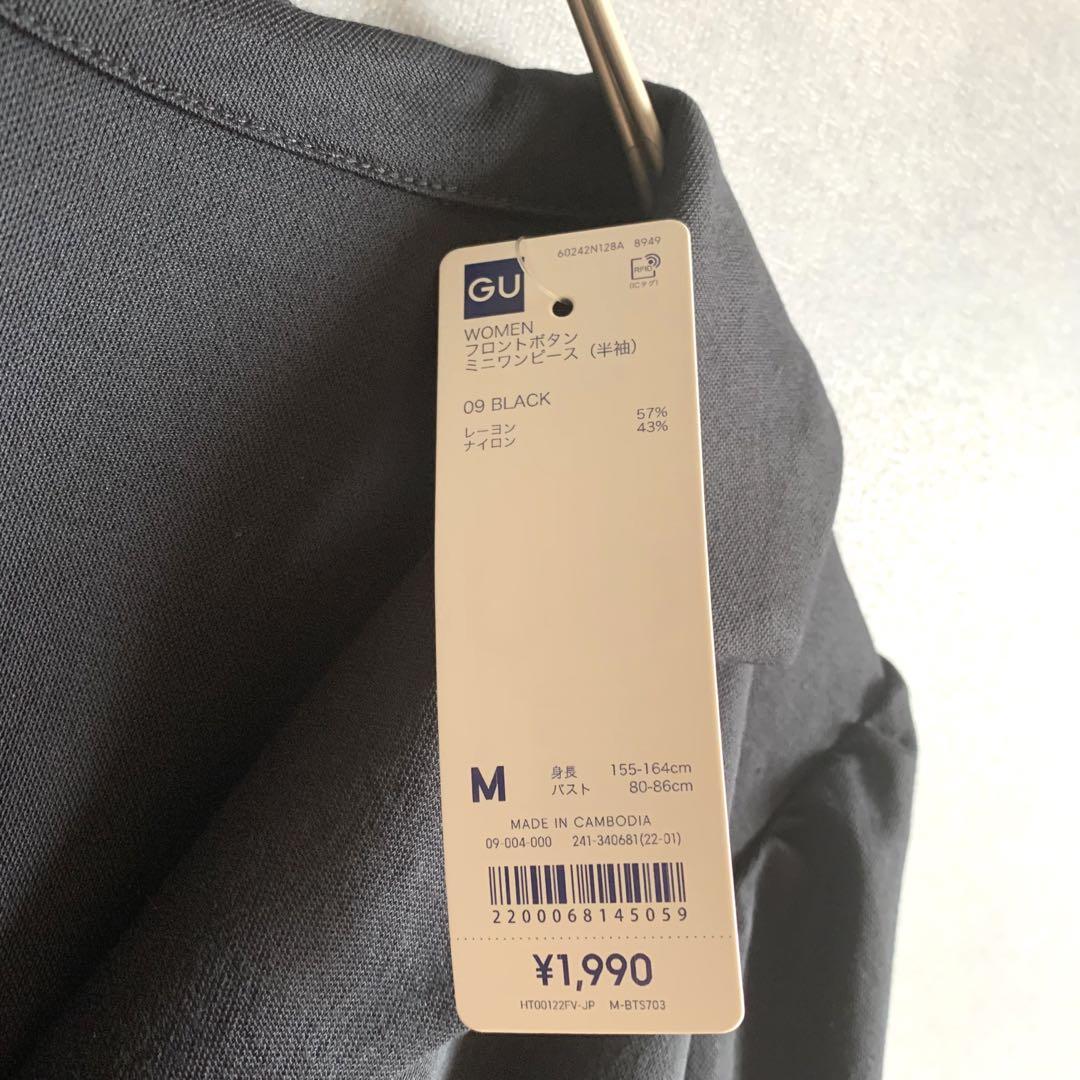 60242N128A 8949
GU
RFID
(ICタグ)
WOMEN
フロントボタン
ミニワンピース（半袖）
09 BLACK
レーヨン 57%
ナイロン 43%
M 身長 155-164cm
バスト 80-86cm
MADE IN CAMBODIA
09-004-000 241-340681(22-01)
2200068145059
¥1,990
HT00122FV-JP M-BTS703